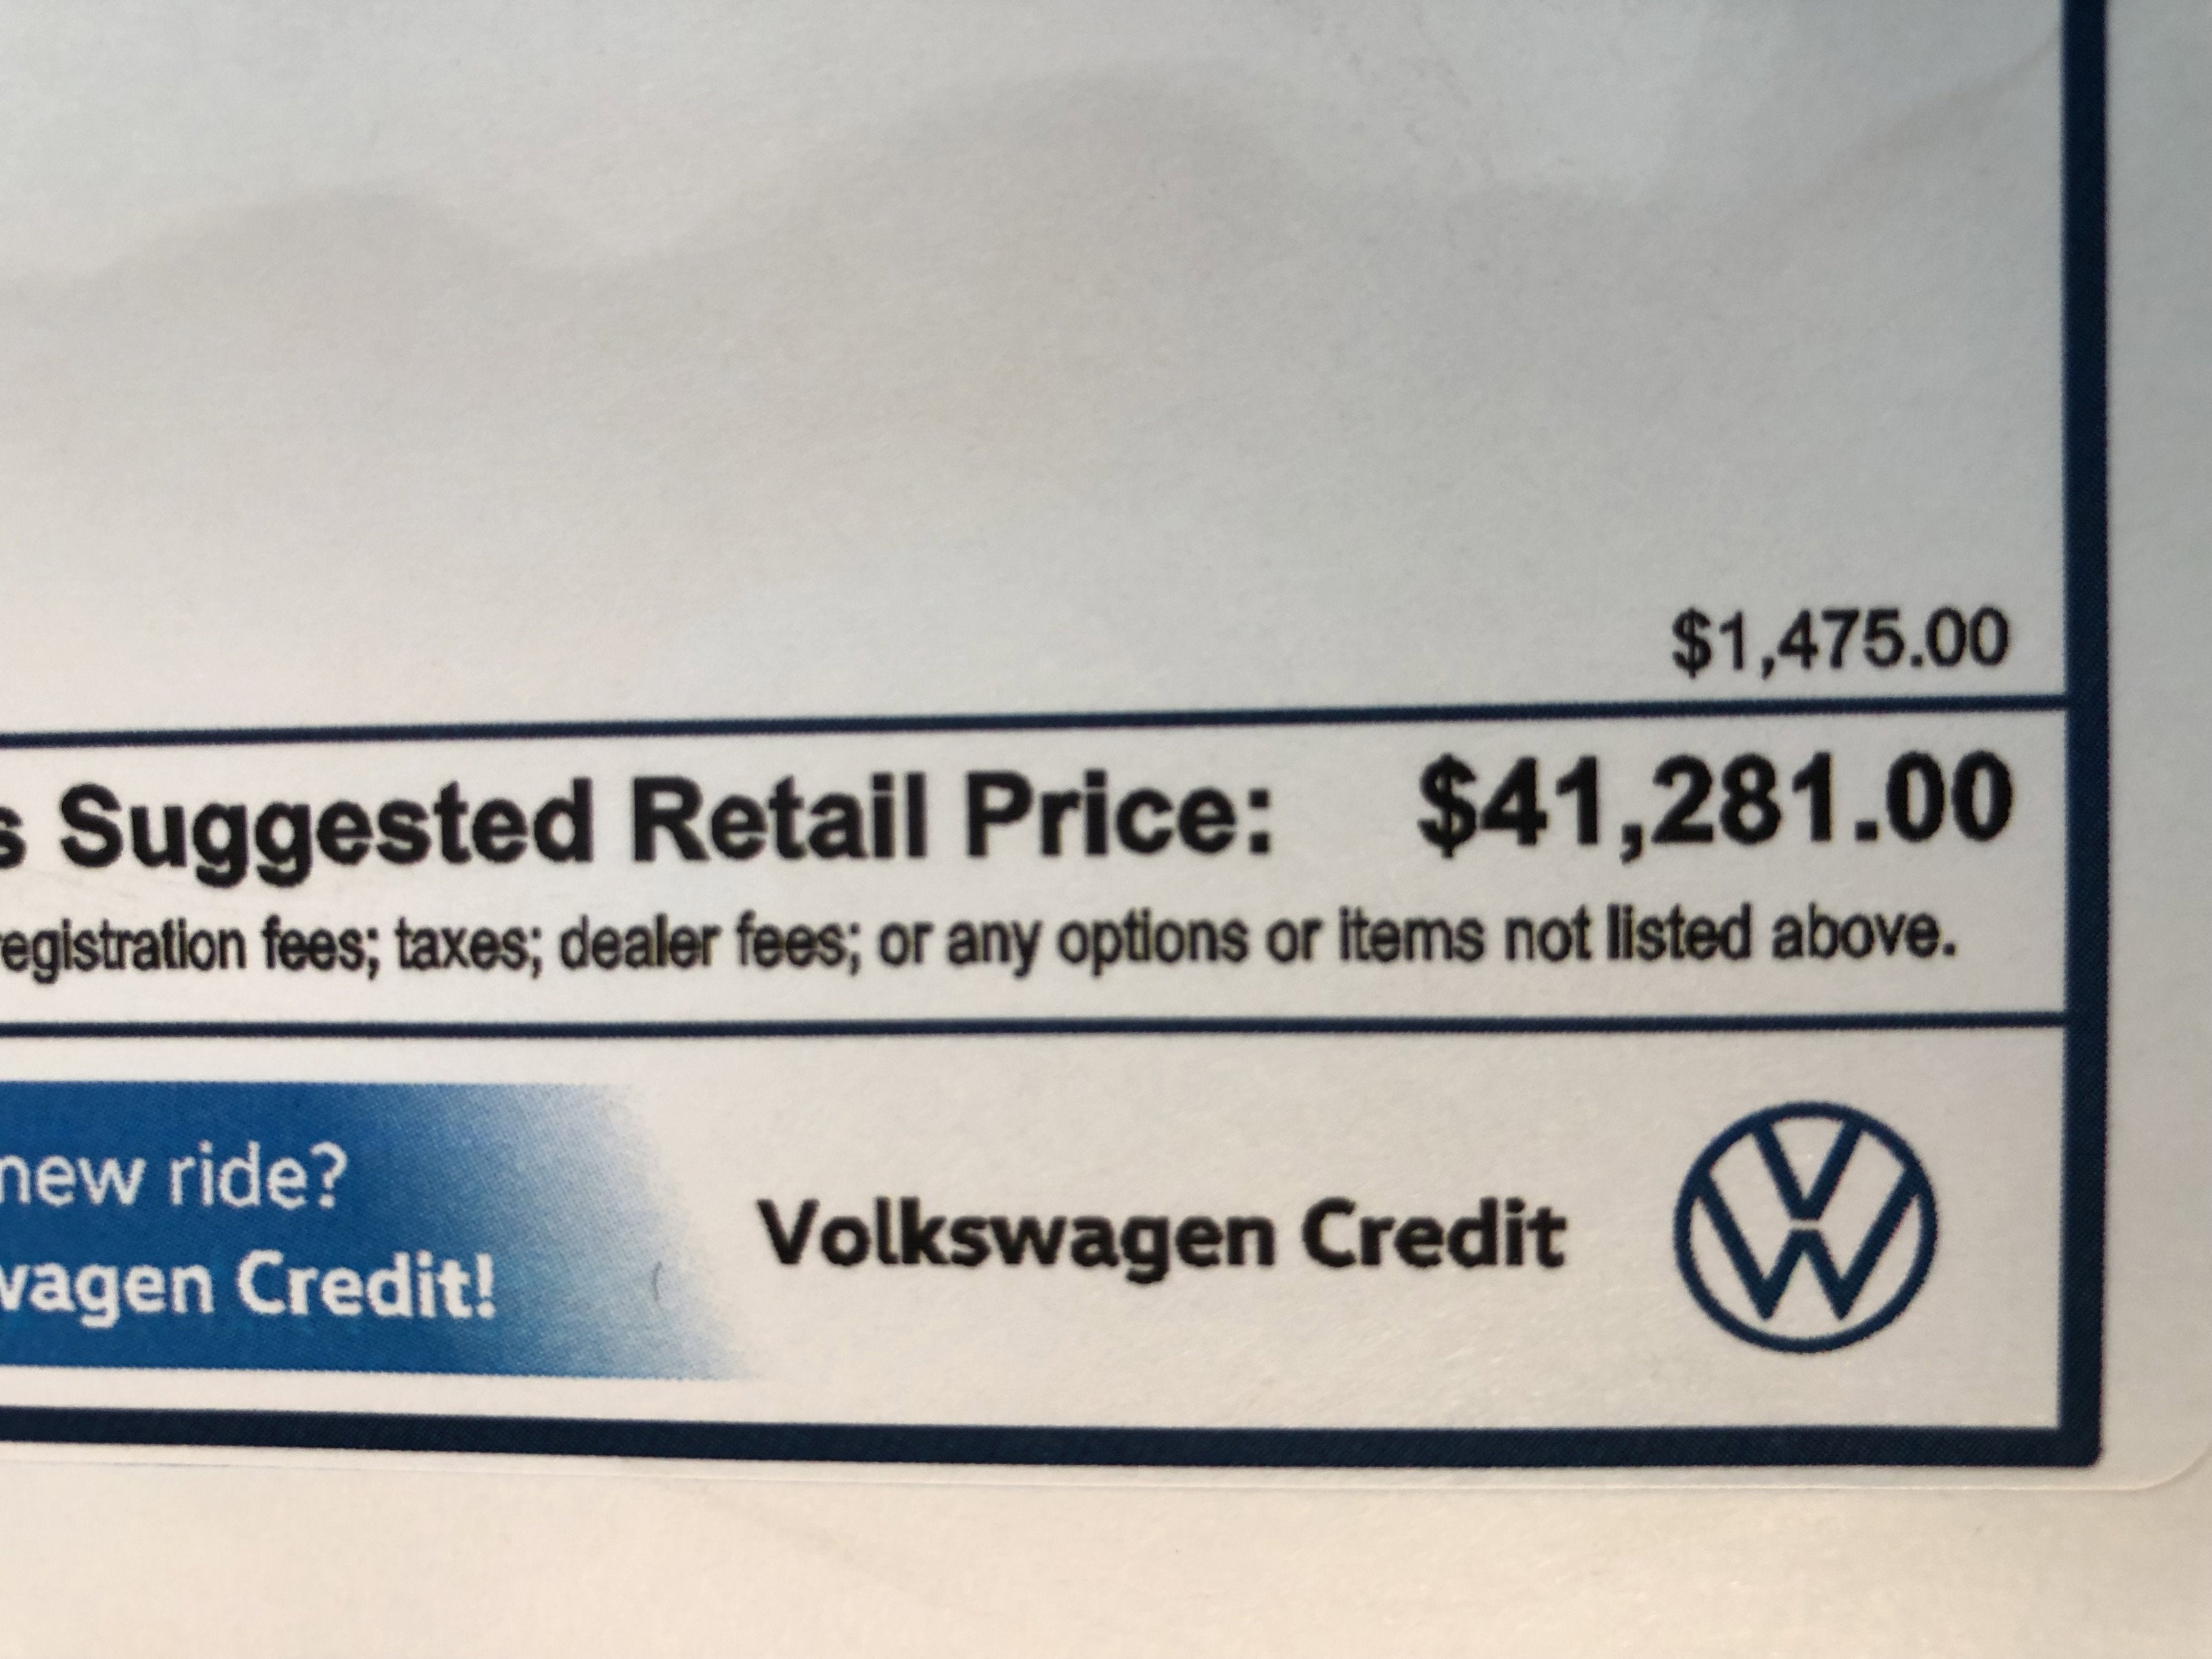 $1,475.00
s Suggested Retail Price: $41,281.00
egistration fees; taxes; dealer fees; or any options or items not listed above.
new ride?
Volkswagen Credit
wagen Credit!